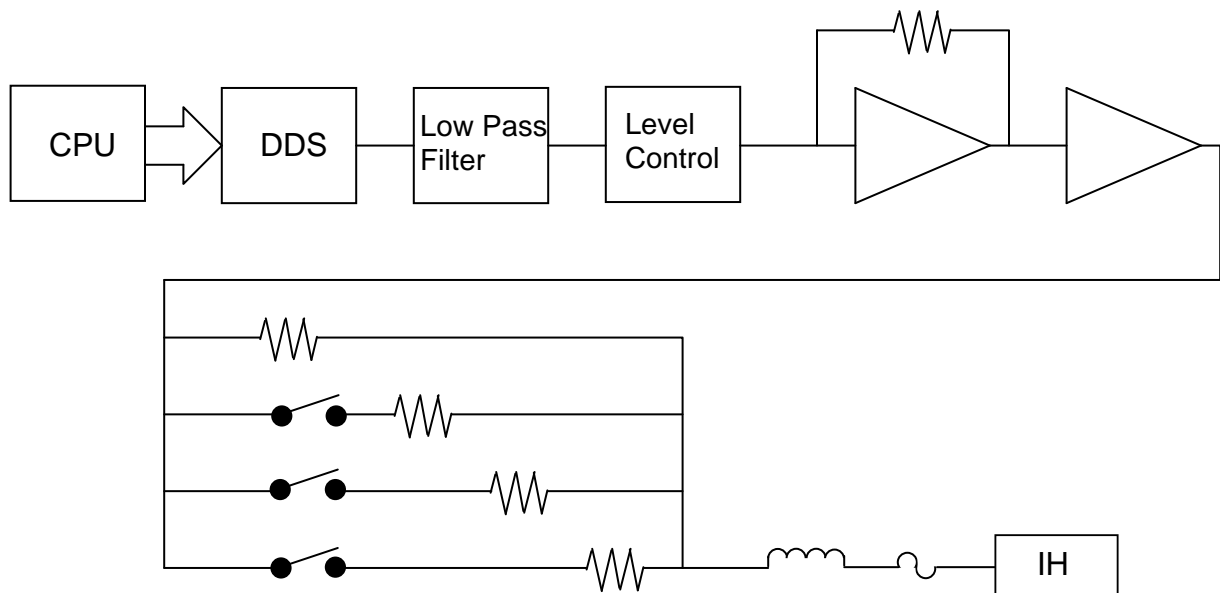 CPU
DDS
Low Pass
Filter
Level
Control
IH